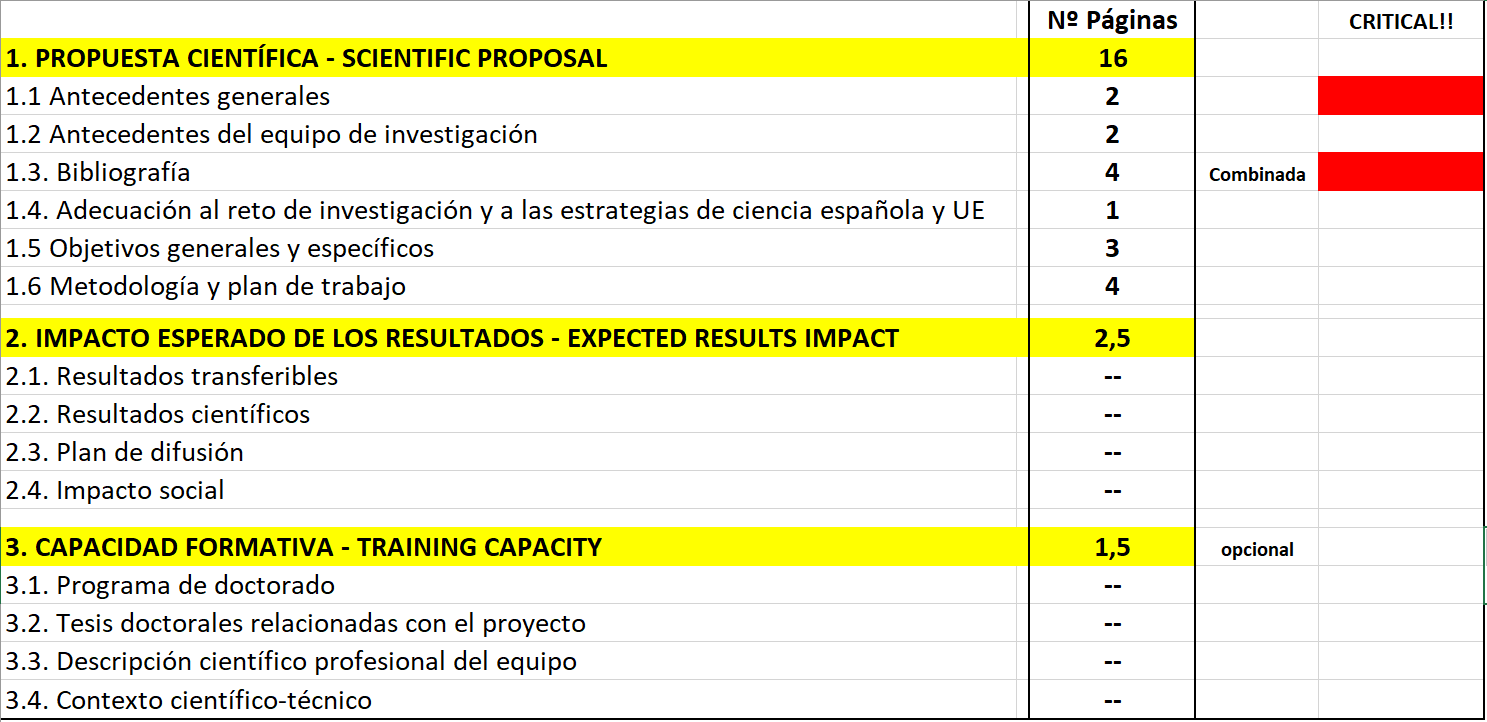 Nº Páginas CRITICAL!!
1. PROPUESTA CIENTÍFICA - SCIENTIFIC PROPOSAL 16
1.1 Antecedentes generales 2
1.2 Antecedentes del equipo de investigación 2
1.3. Bibliografía 4 Combinada
1.4. Adecuación al reto de investigación y a las estrategias de ciencia española y UE 1
1.5 Objetivos generales y específicos 3
1.6 Metodología y plan de trabajo 4
2. IMPACTO ESPERADO DE LOS RESULTADOS - EXPECTED RESULTS IMPACT 2,5
2.1. Resultados transferibles --
2.2. Resultados científicos --
2.3. Plan de difusión --
2.4. Impacto social --
3. CAPACIDAD FORMATIVA - TRAINING CAPACITY 1,5 opcional
3.1. Programa de doctorado --
3.2. Tesis doctorales relacionadas con el proyecto --
3.3. Descripción científico profesional del equipo --
3.4. Contexto científico-técnico --